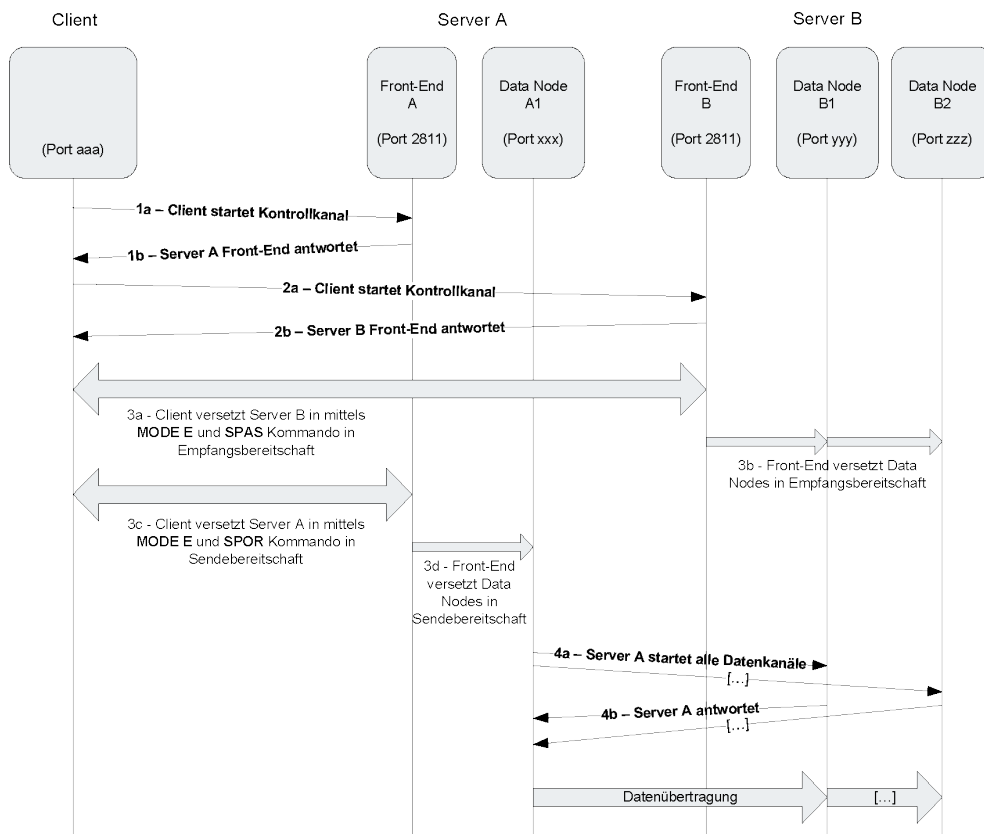 Client
Server A
Server B
(Port aaa)
Front-End
A
(Port 2811)
Data Node
A1
(Port xxx)
Front-End
B
(Port 2811)
Data Node
B1
(Port yyy)
Data Node
B2
(Port zzz)
1a – Client startet Kontrollkanal
1b – Server A Front-End antwortet
2a – Client startet Kontrollkanal
2b – Server B Front-End antwortet
3a - Client versetzt Server B in mittels
MODE E und SPAS Kommando in
Empfangsbereitschaft
3b - Front-End versetzt Data
Nodes in Empfangsbereitschaft
3c - Client versetzt Server A in mittels
MODE E und SPOR Kommando in
Sendebereitschaft
3d - Front-End
versetzt Data
Nodes in
Sendebereitschaft
4a – Server A startet alle Datenkanäle
[...]
4b – Server A antwortet
[...]
Datenübertragung
[...]